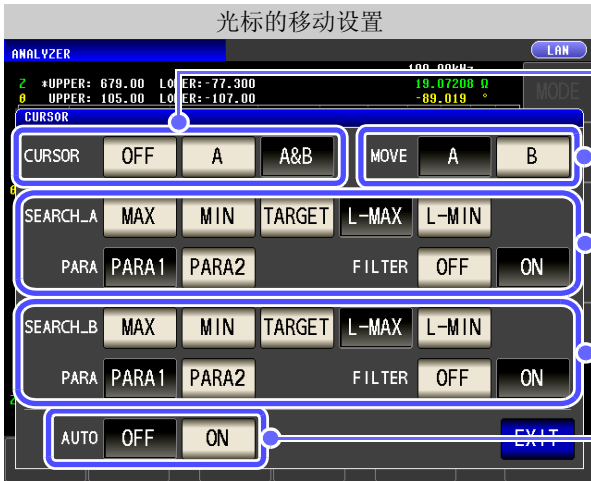 光标的移动设置
ANALYZER LAN
Z *UPPER: 679.00 LOWER:-77.300 19.07208 Ω
θ UPPER: 105.00 LOWER:-107.00 -89.019 °
MODE
CURSOR
CURSOR OFF A A&B MOVE A B
SEARCH_A MAX MIN TARGET L-MAX L-MIN
PARA PARA1 PARA2 FILTER OFF ON
SEARCH_B MAX MIN TARGET L-MAX L-MIN
PARA PARA1 PARA2 FILTER OFF ON
AUTO OFF ON EXIT